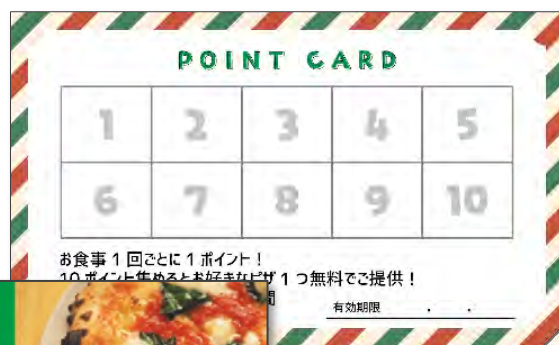 POINT CARD
1 2 3 4 5
6 7 8 9 10
お食事1回ごとに1ポイント！
10ポイント集めるとお好きなピザ1つ無料でご提供！
間
有効期限 . .